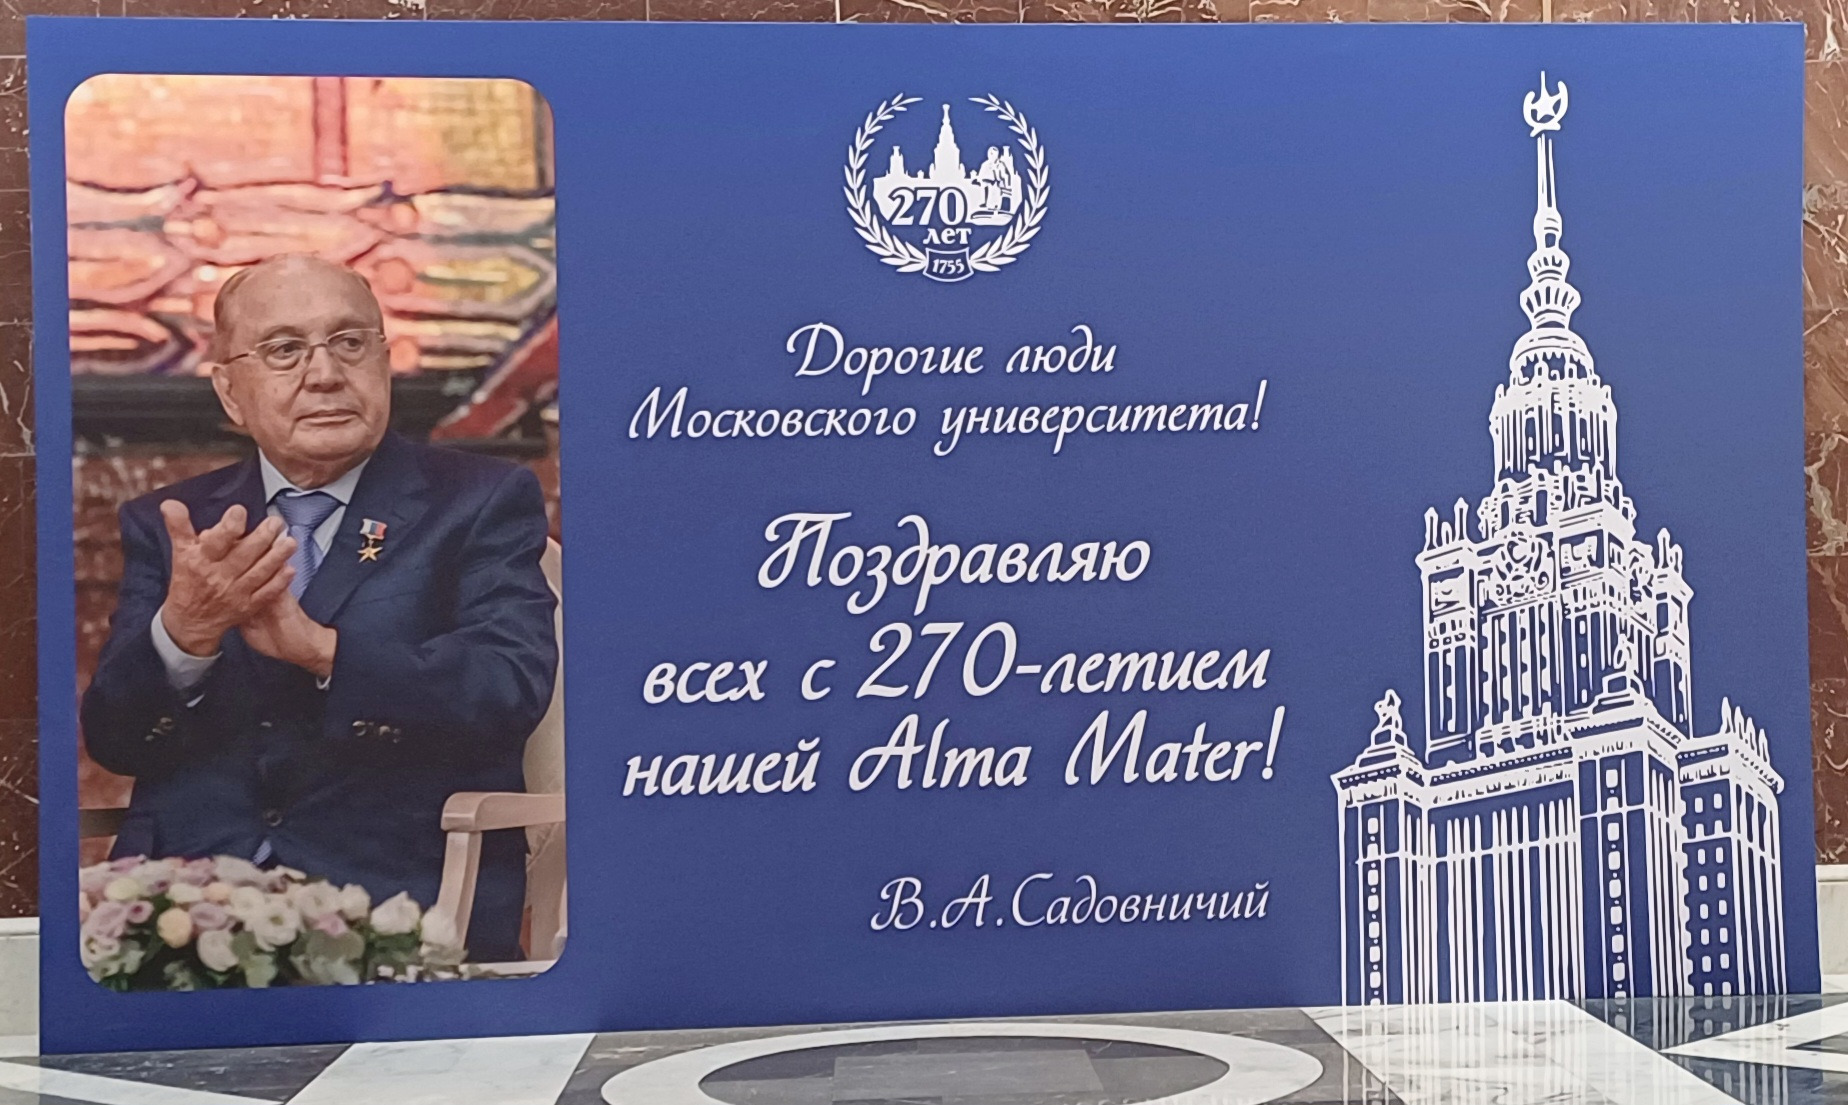 270
лет
1755
Дорогие люди
Московского университета!
Поздравляю
всех с 270-летием
нашей Alma Mater!
В.А.Садовничий